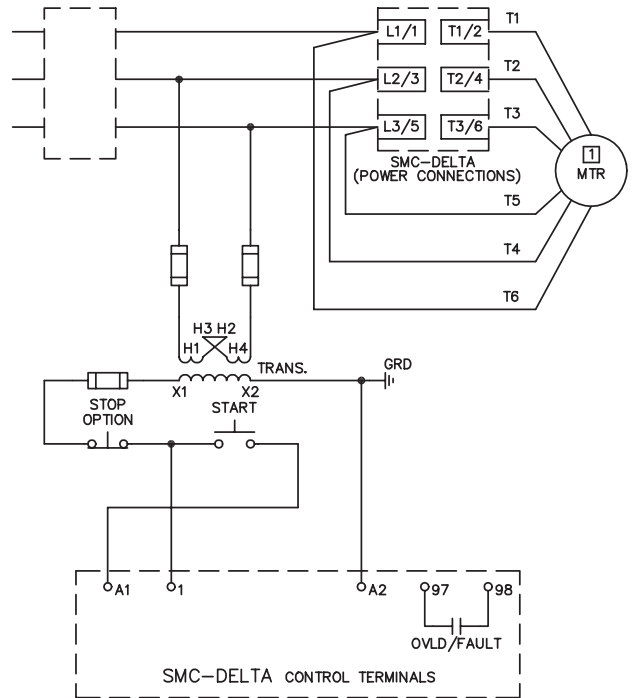 T1
L1/1 T1/2
T2
L2/3 T2/4
T3
L3/5 T3/6
SMC-DELTA
(POWER CONNECTIONS)
1
MTR
T5
T4
T6
H3 H2
H1 H4
TRANS.
GRD
X1 X2
STOP
OPTION
START
A1 1 A2 97 98
OVLD/FAULT
SMC-DELTA CONTROL TERMINALS